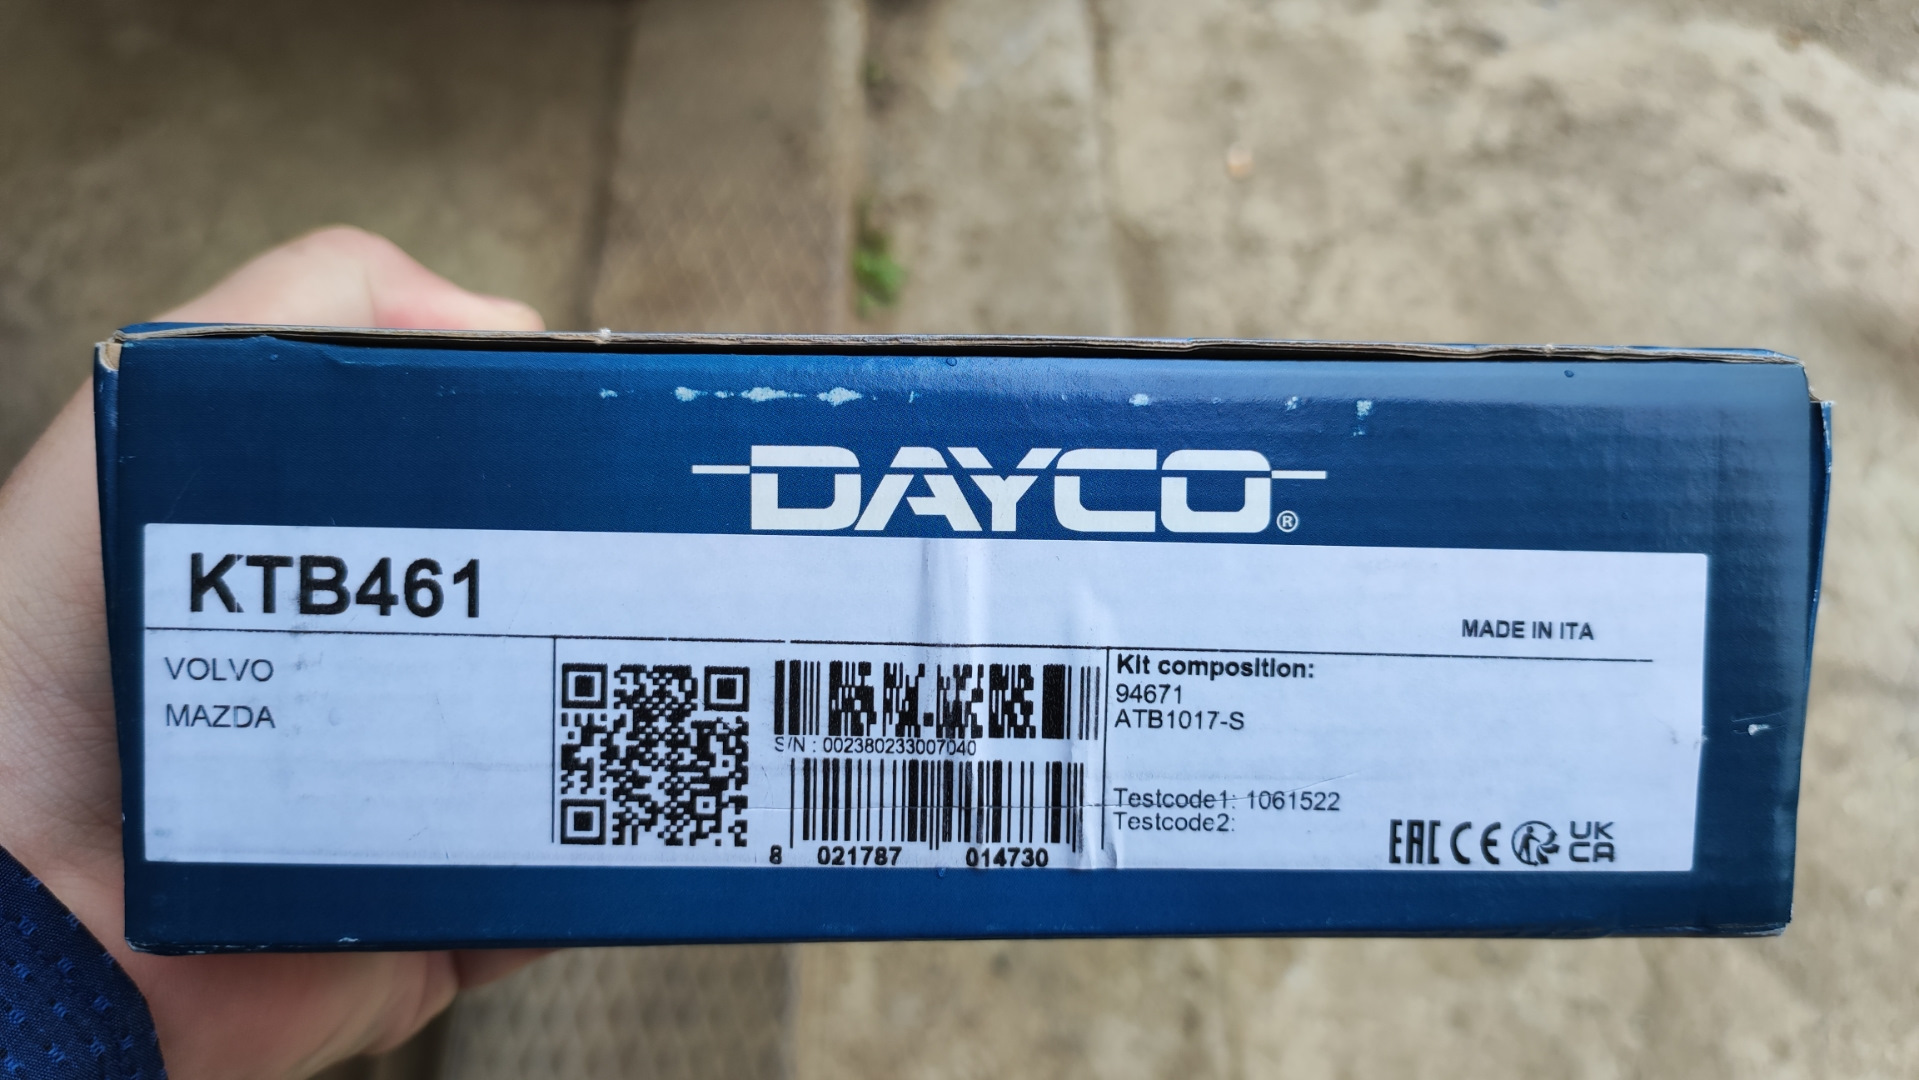 DAYCO®
KTB461
MADE IN ITA
VOLVO
MAZDA
S/N : 002380233007040
8 021787 014730
Kit composition:
94671
ATB1017-S
Testcode1: 1061522
Testcode2:
EAC CE UK
CA